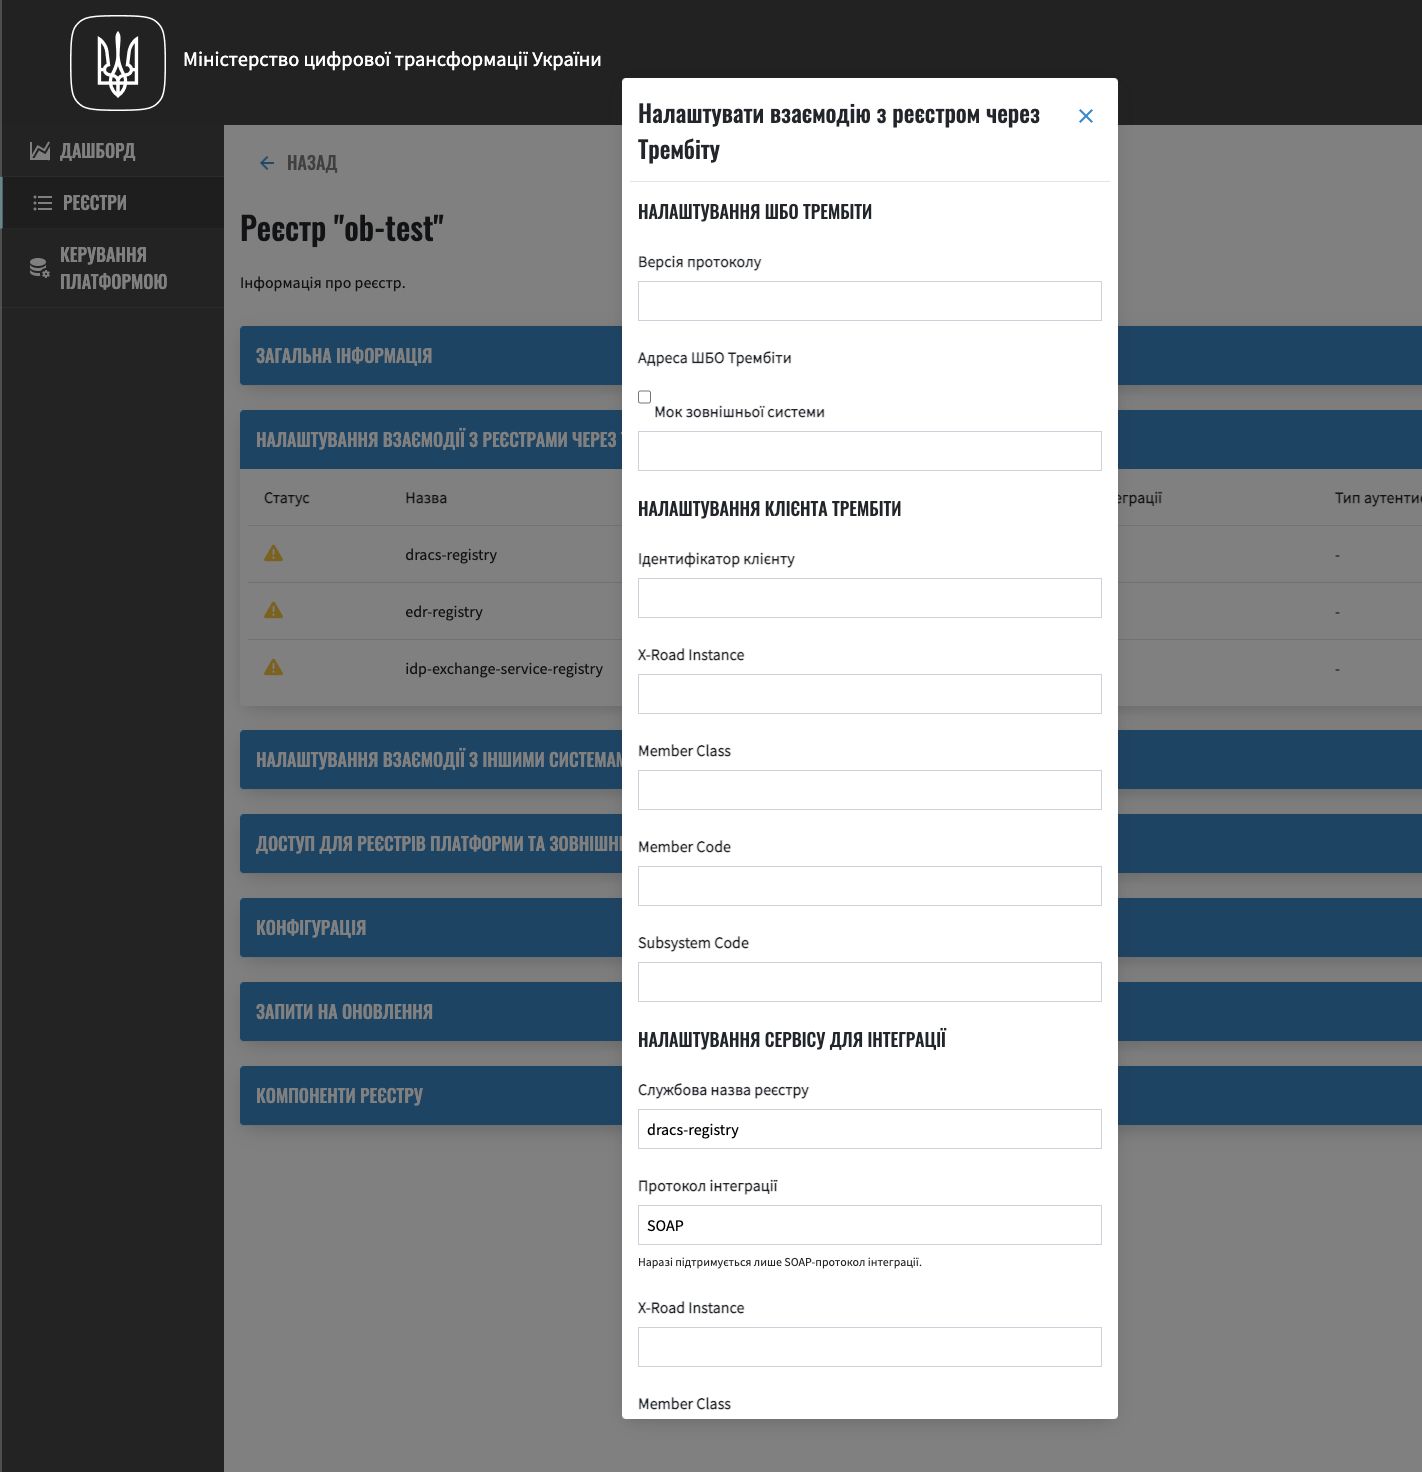 Міністерство цифрової трансформації України
ДАШБОРД
РЕЄСТРИ
КЕРУВАННЯ
ПЛАТФОРМОЮ
НАЗАД
Реєстр "ob-test"
Інформація про реєстр.
ЗАГАЛЬНА ІНФОРМАЦІЯ
НАЛАШТУВАННЯ ВЗАЄМОДІЇ З РЕЄСТРАМИ ЧЕРЕЗ
Статус
Назва
еграції
Тип аутенти
dracs-registry
-
edr-registry
-
idp-exchange-service-registry
-
НАЛАШТУВАННЯ ВЗАЄМОДІЇ З ІНШИМИ СИСТЕМАМ
ДОСТУП ДЛЯ РЕЄСТРІВ ПЛАТФОРМИ ТА ЗОВНІШНІ
КОНФІГУРАЦІЯ
ЗАПИТИ НА ОНОВЛЕННЯ
КОМПОНЕНТИ РЕЄСТРУ
Налаштувати взаємодію з реєстром через
Трембіту
НАЛАШТУВАННЯ ШБО ТРЕМБІТИ
Версія протоколу
Адреса ШБО Трембіти
Мок зовнішньої системи
НАЛАШТУВАННЯ КЛІЄНТА ТРЕМБІТИ
Ідентифікатор клієнту
X-Road Instance
Member Class
Member Code
Subsystem Code
НАЛАШТУВАННЯ СЕРВІСУ ДЛЯ ІНТЕГРАЦІЇ
Службова назва реєстру
dracs-registry
Протокол інтеграції
SOAP
Наразі підтримується лише SOAP-протокол інтеграції.
X-Road Instance
Member Class